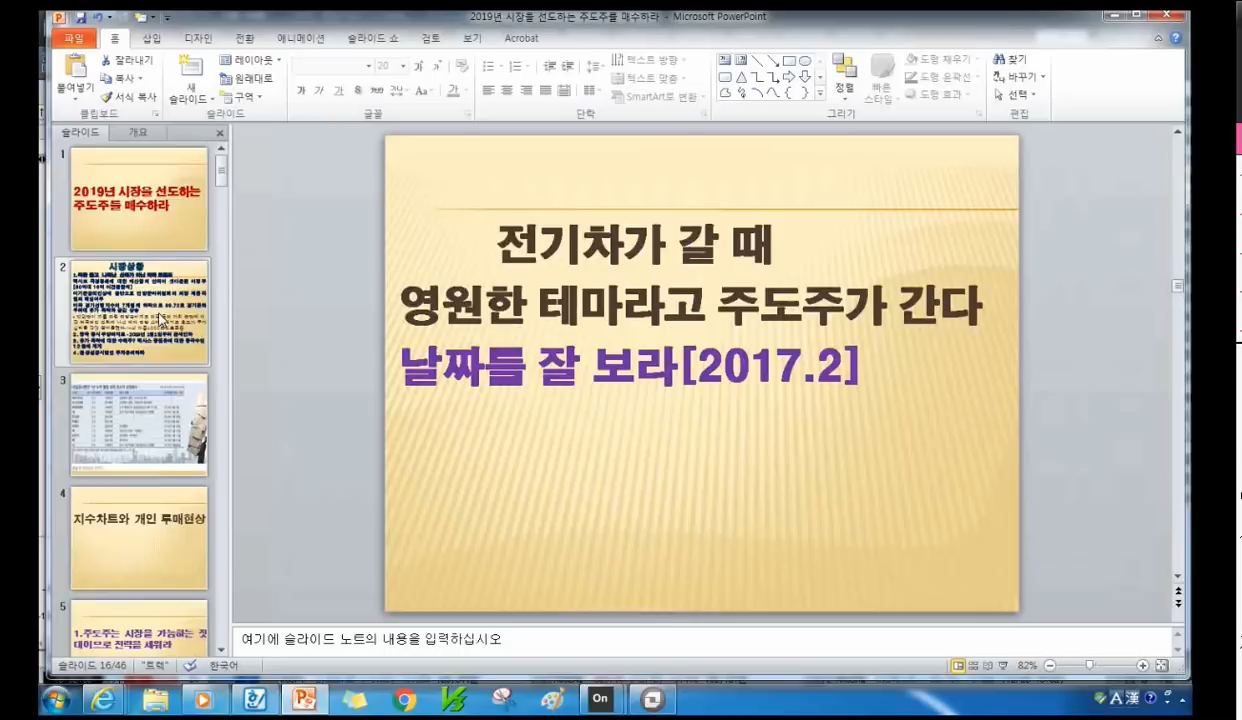 2019년 시장을 선도하는 주도주를 매수하라 - Microsoft PowerPoint
파일 홈 삽입 디자인 전환 애니메이션 슬라이드 쇼 검토 보기 Acrobat
붙여넣기
잘라내기
복사
서식 복사
클립보드
새 슬라이드
레이아웃
원래대로
구역
슬라이드
20
글꼴
텍스트 방향
텍스트 맞춤
SmartArt로 변환
단락
정렬
빠른 스타일
도형 채우기
도형 윤곽선
도형 효과
그리기
찾기
바꾸기
선택
편집
슬라이드 개요
1
2019년 시장을 선도하는
주도주들 매수하라
2
시장상황
3
4
지수차트와 개인 투매현상
5
1.주도주는 시장을 가늠하는 잣
대이므로 전략을 세워라
전기차가 갈 때
영원한 테마라고 주도주가 간다
날짜들 잘 보라[2017.2]
여기에 슬라이드 노트의 내용을 입력하십시오
슬라이드 16/46 "트랙" 한국어 82%
On
A 漢